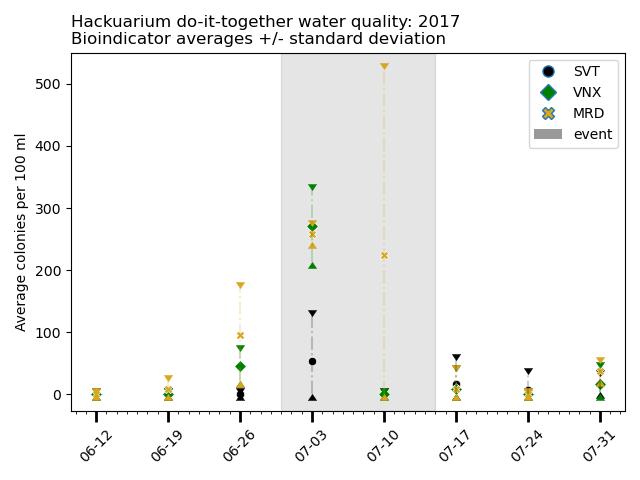 Hackuarium do-it-together water quality: 2017
Bioindicator averages +/- standard deviation
SVT
VNX
MRD
event
Average colonies per 100 ml
500
400
300
200
100
0
06-12
06-19
06-26
07-03
07-10
07-17
07-24
07-31